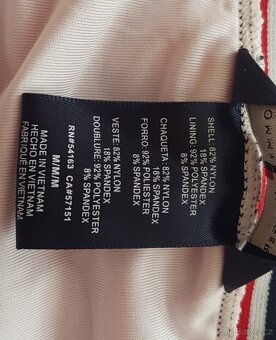 SHELL: 82% NYLON
18% SPANDEX
LINING: 92% POLYESTER
8% SPANDEX
CHAQUETA: 82% NYLON
18% SPANDEX
FORRO: 92% POLIESTER
8% SPANDEX
VESTE: 82% NYLON
18% SPANDEX
DOUBLURE: 92% POLYESTER
8% SPANDEX
RN#54163 CA#57151
M/M/M
MADE IN VIETNAM
HECHO EN VIETNAM
FABRIQUÉ EN VIETNAM